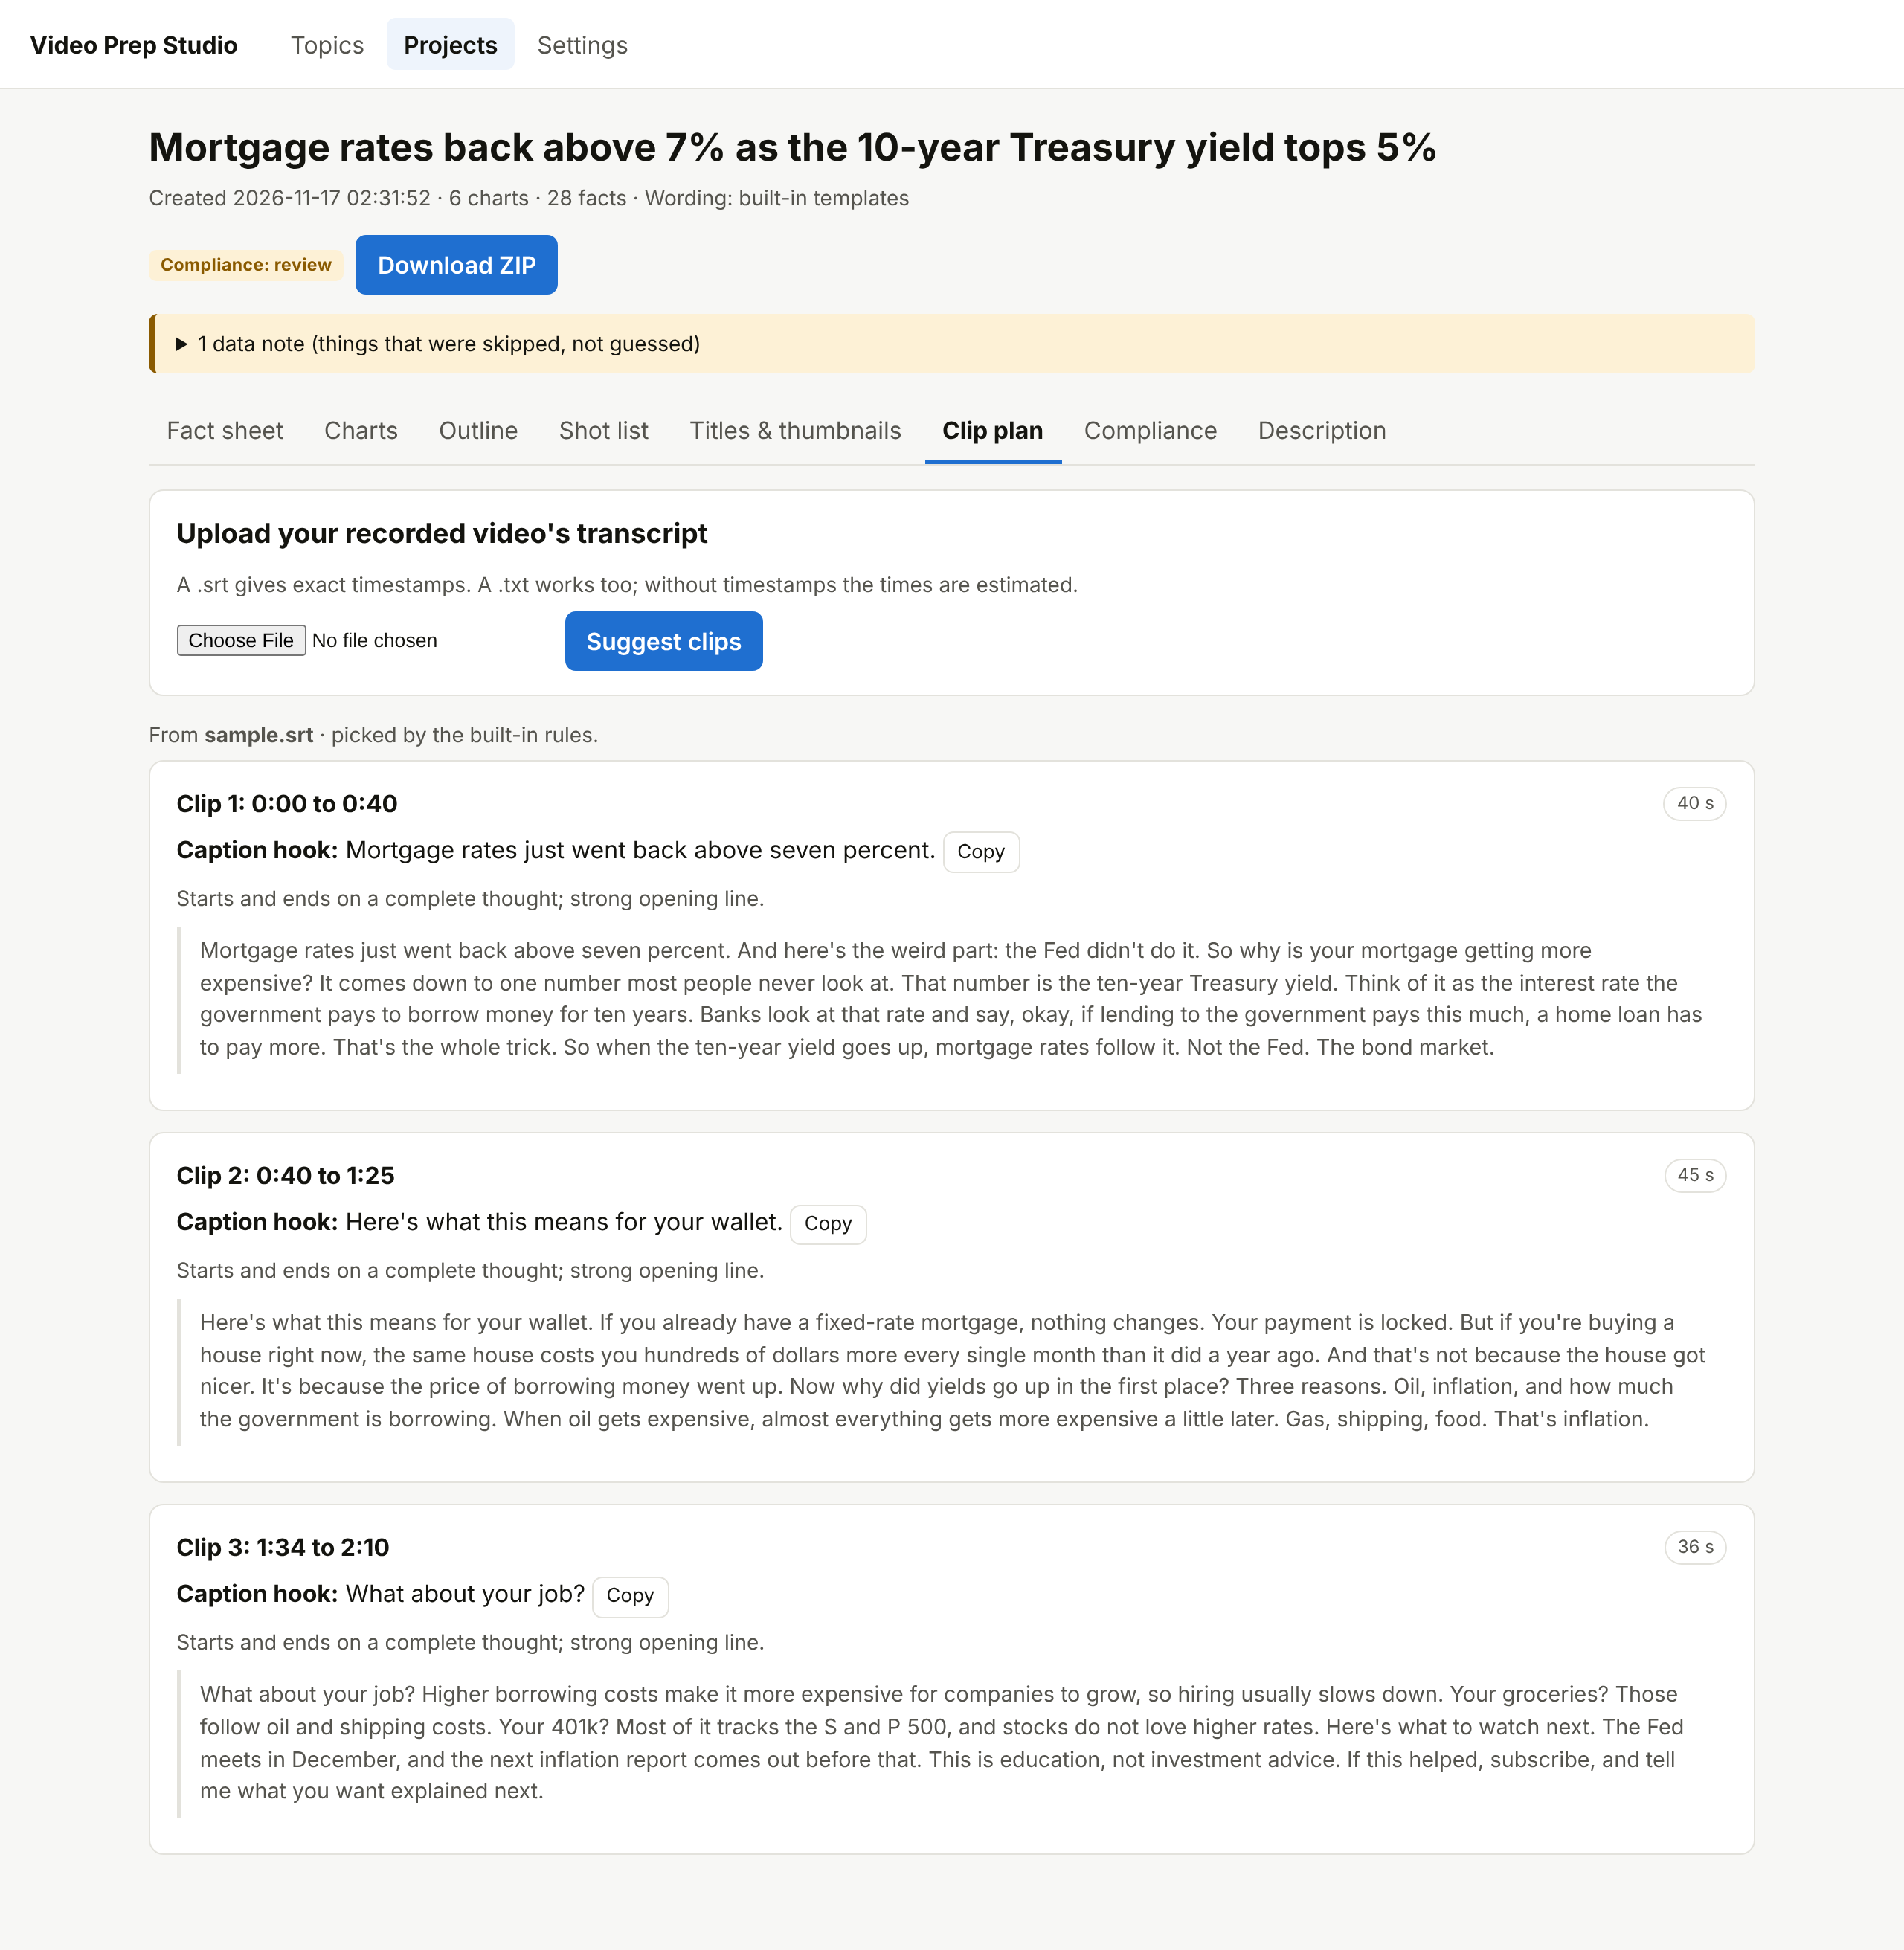 Video Prep Studio Topics Projects Settings
Mortgage rates back above 7% as the 10-year Treasury yield tops 5%
Created 2026-11-17 02:31:52 · 6 charts · 28 facts · Wording: built-in templates
Compliance: review Download ZIP
▶ 1 data note (things that were skipped, not guessed)
Fact sheet Charts Outline Shot list Titles & thumbnails Clip plan Compliance Description
Upload your recorded video's transcript
A .srt gives exact timestamps. A .txt works too; without timestamps the times are estimated.
Choose File No file chosen Suggest clips
From sample.srt · picked by the built-in rules.
Clip 1: 0:00 to 0:40 40 s
Caption hook: Mortgage rates just went back above seven percent. Copy
Starts and ends on a complete thought; strong opening line.
Mortgage rates just went back above seven percent. And here's the weird part: the Fed didn't do it. So why is your mortgage getting more
expensive? It comes down to one number most people never look at. That number is the ten-year Treasury yield. Think of it as the interest rate the
government pays to borrow money for ten years. Banks look at that rate and say, okay, if lending to the government pays this much, a home loan has
to pay more. That's the whole trick. So when the ten-year yield goes up, mortgage rates follow it. Not the Fed. The bond market.
Clip 2: 0:40 to 1:25 45 s
Caption hook: Here's what this means for your wallet. Copy
Starts and ends on a complete thought; strong opening line.
Here's what this means for your wallet. If you already have a fixed-rate mortgage, nothing changes. Your payment is locked. But if you're buying a
house right now, the same house costs you hundreds of dollars more every single month than it did a year ago. And that's not because the house got
nicer. It's because the price of borrowing money went up. Now why did yields go up in the first place? Three reasons. Oil, inflation, and how much
the government is borrowing. When oil gets expensive, almost everything gets more expensive a little later. Gas, shipping, food. That's inflation.
Clip 3: 1:34 to 2:10 36 s
Caption hook: What about your job? Copy
Starts and ends on a complete thought; strong opening line.
What about your job? Higher borrowing costs make it more expensive for companies to grow, so hiring usually slows down. Your groceries? Those
follow oil and shipping costs. Your 401k? Most of it tracks the S and P 500, and stocks do not love higher rates. Here's what to watch next. The Fed
meets in December, and the next inflation report comes out before that. This is education, not investment advice. If this helped, subscribe, and tell
me what you want explained next.